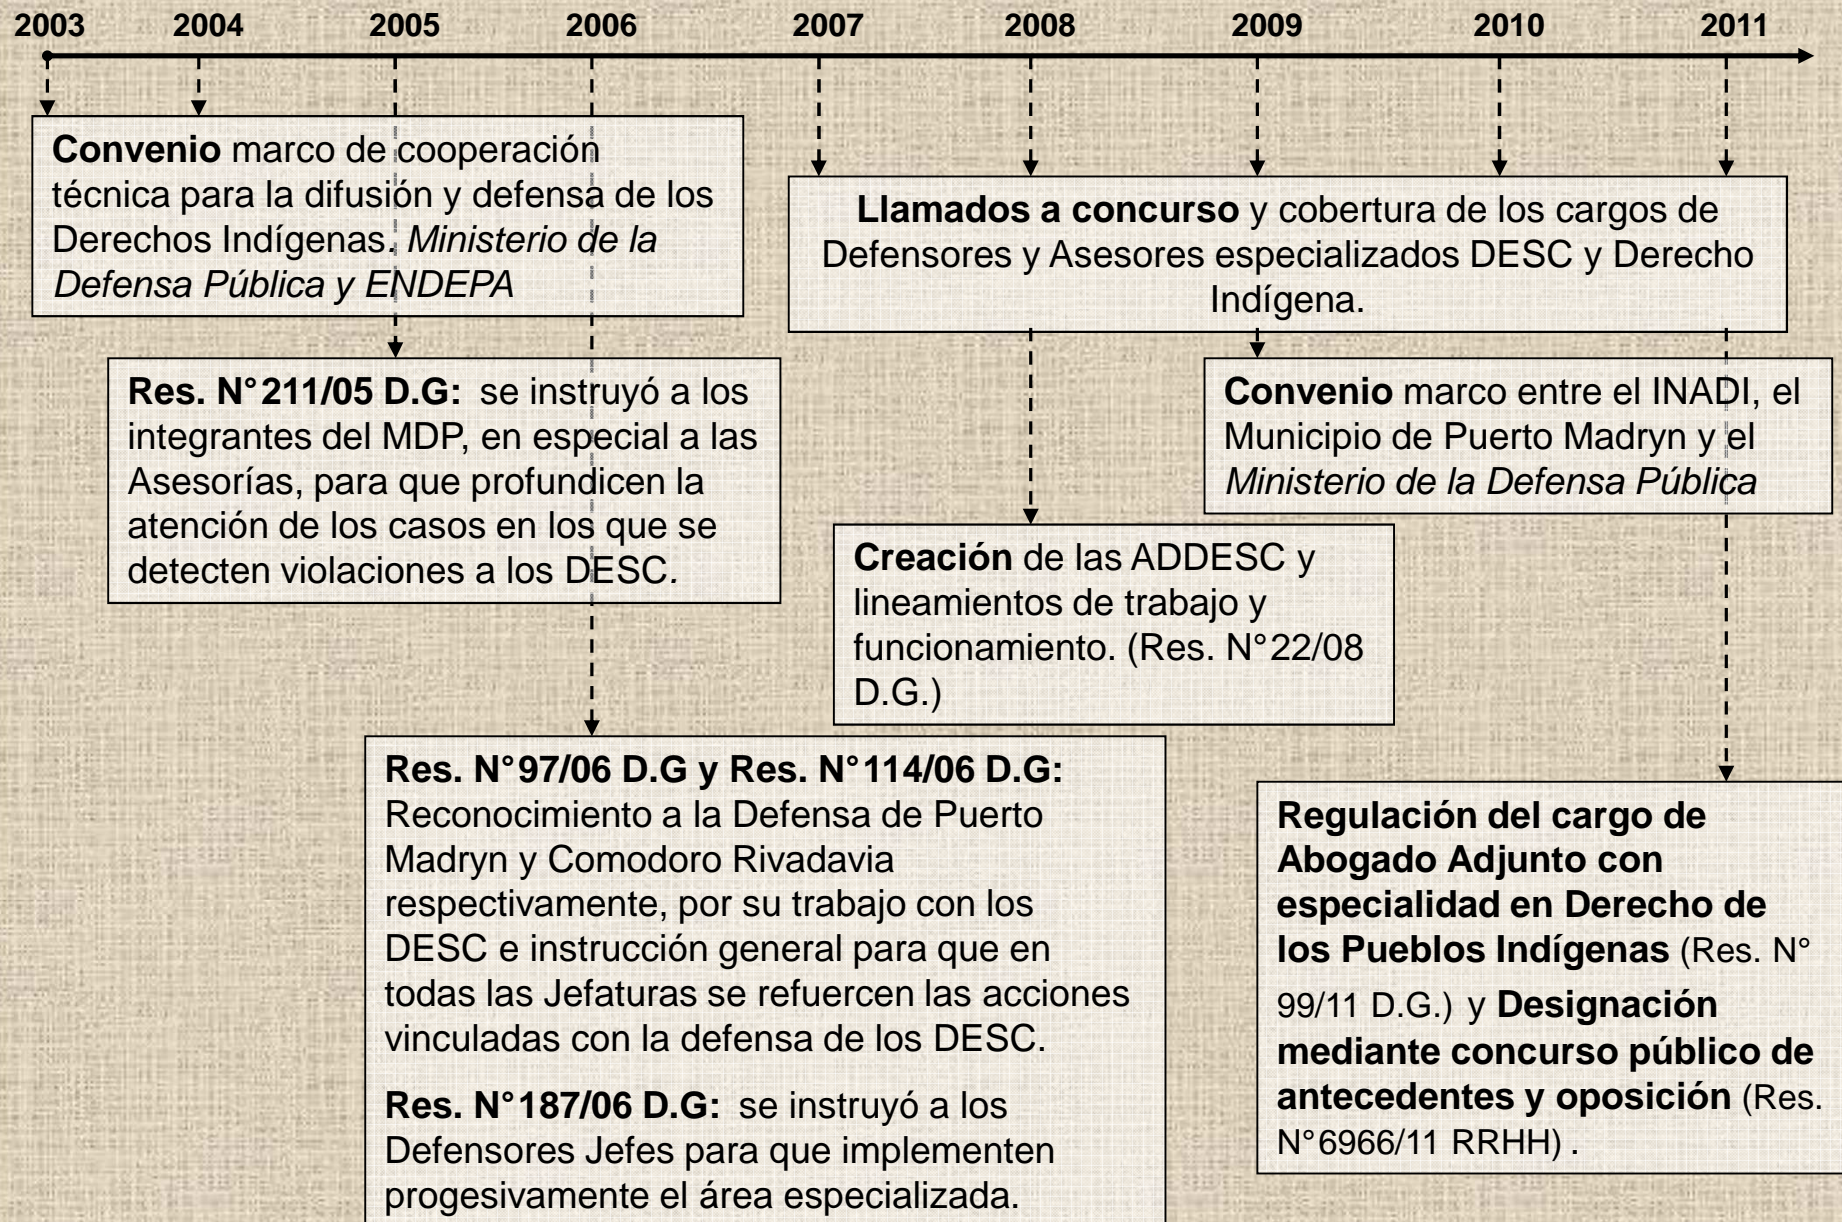 2003 2004 2005 2006 2007 2008 2009 2010 2011
Convenio marco de cooperación
técnica para la difusión y defensa de los
Derechos Indígenas. Ministerio de la
Defensa Pública y ENDEPA
Llamados a concurso y cobertura de los cargos de
Defensores y Asesores especializados DESC y Derecho
Indígena.
Res. N°211/05 D.G: se instruyó a los
integrantes del MDP, en especial a las
Asesorías, para que profundicen la
atención de los casos en los que se
detecten violaciones a los DESC.
Convenio marco entre el INADI, el
Municipio de Puerto Madryn y el
Ministerio de la Defensa Pública
Creación de las ADDESC y
lineamientos de trabajo y
funcionamiento. (Res. N°22/08
D.G.)
Res. N°97/06 D.G y Res. N°114/06 D.G:
Reconocimiento a la Defensa de Puerto
Madryn y Comodoro Rivadavia
respectivamente, por su trabajo con los
DESC e instrucción general para que en
todas las Jefaturas se refuercen las acciones
vinculadas con la defensa de los DESC.
Res. N°187/06 D.G: se instruyó a los
Defensores Jefes para que implementen
progesivamente el área especializada.
Regulación del cargo de
Abogado Adjunto con
especialidad en Derecho de
los Pueblos Indígenas (Res. N°
99/11 D.G.) y Designación
mediante concurso público de
antecedentes y oposición (Res.
N°6966/11 RRHH) .